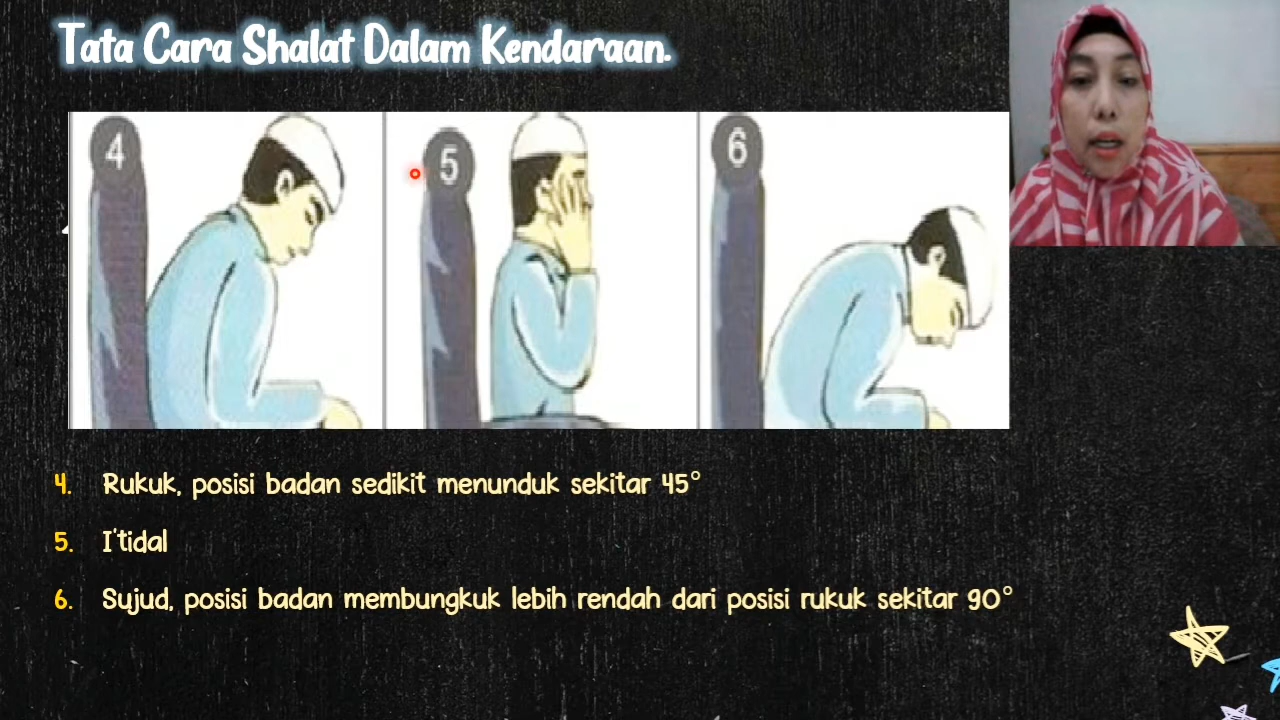 Tata Cara Shalat Dalam Kendaraan.
4
5
6
4. Rukuk, posisi badan sedikit menunduk sekitar 45°
5. I'tidal
6. Sujud, posisi badan membungkuk lebih rendah dari posisi rukuk sekitar 90°